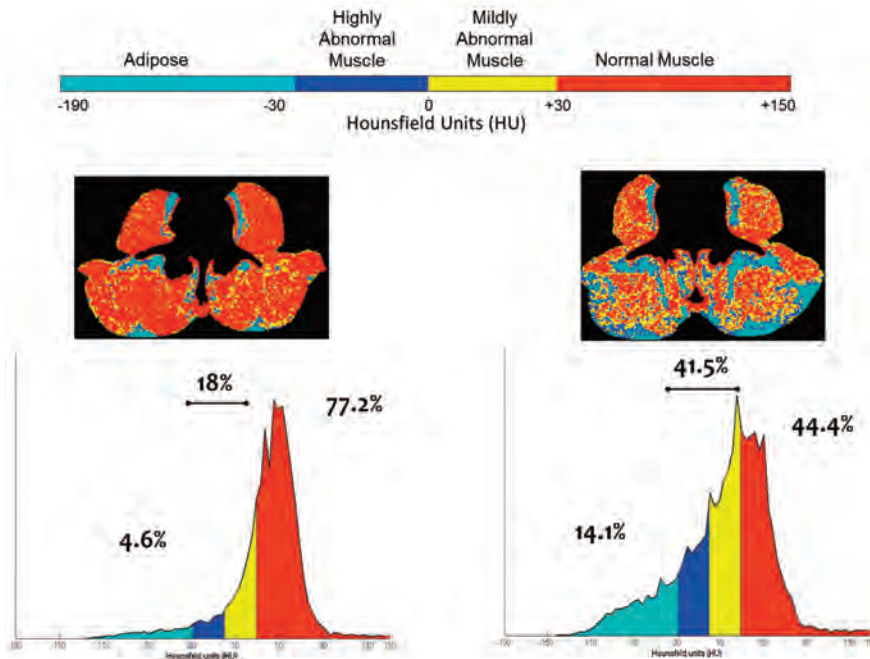 Highly
Abnormal
Muscle
Mildly
Abnormal
Muscle
Adipose
Normal Muscle
-190
-30
0
+30
+150
Hounsfield Units (HU)
18%
77.2%
4.6%
41.5%
44.4%
14.1%
Hounsfield units (HU)
Hounsfield units (HU)